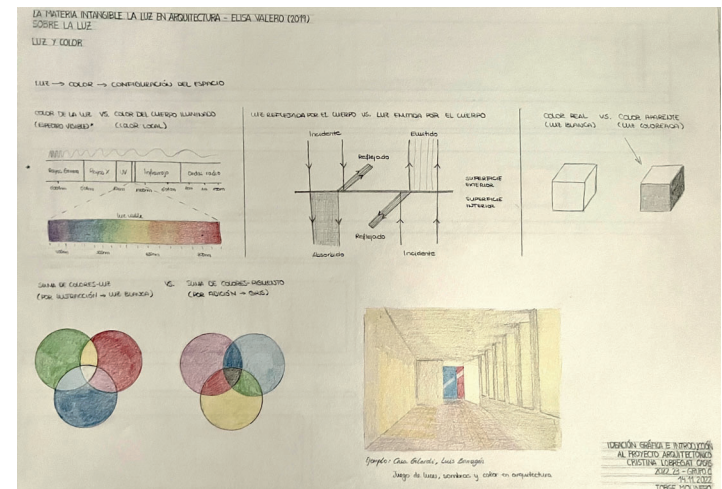 LA MATERIA INTANGIBLE LA LUZ EN ARQUITECTURA - ELISA VALERO (2019)
SOBRE LA LUZ
LUZ Y COLOR
LUZ → COLOR → CONFIGURACIÓN DEL ESPACIO
COLOR DE LA LUZ VS. COLOR DEL CUERPO ILUMINADO
(ESPECTRO VISIBLE)* (COLOR LOCAL)
*
Rayos Gamma Rayos X UV Infrarrojo Ondas radio
luz visible
LUZ REFLEJADA POR EL CUERPO VS. LUZ EMITIDA POR EL CUERPO
Incidente Emitido
Reflejado
SUPERFICIE
EXTERIOR
SUPERFICIE
INTERIOR
Reflejado
Absorbido Incidente
COLOR REAL VS. COLOR APARENTE
(LUZ BLANCA) (LUZ COLOREADA)
SUMA DE COLORES-LUZ VS. SUMA DE COLORES-PIGMENTO
(POR SUSTRACCIÓN → LUZ BLANCA) (POR ADICIÓN → GRIS)
Ejemplo: Casa Gilardi, Luis Barragán
Juego de luces, sombras y color en arquitectura
IDEACIÓN GRÁFICA E INTRODUCCIÓN
AL PROYECTO ARQUITECTÓNICO
CRISTINA LOBREGAT
2022_23 - GRUPO C
14.11.2022
JORGE MOLINERO